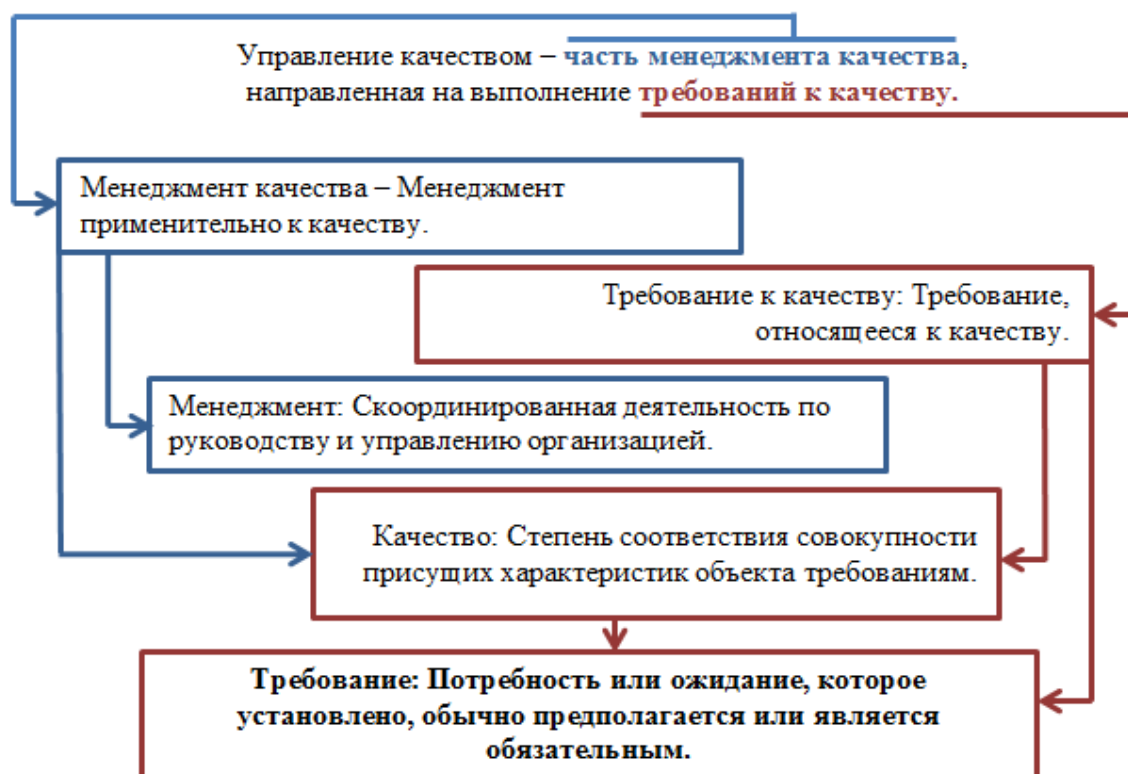 Управление качеством – часть менеджмента качества,
направленная на выполнение требований к качеству.
Менеджмент качества – Менеджмент
применительно к качеству.
Требование к качеству: Требование,
относящееся к качеству.
Менеджмент: Скоординированная деятельность по
руководству и управлению организацией.
Качество: Степень соответствия совокупности
присущих характеристик объекта требованиям.
Требование: Потребность или ожидание, которое
установлено, обычно предполагается или является
обязательным.